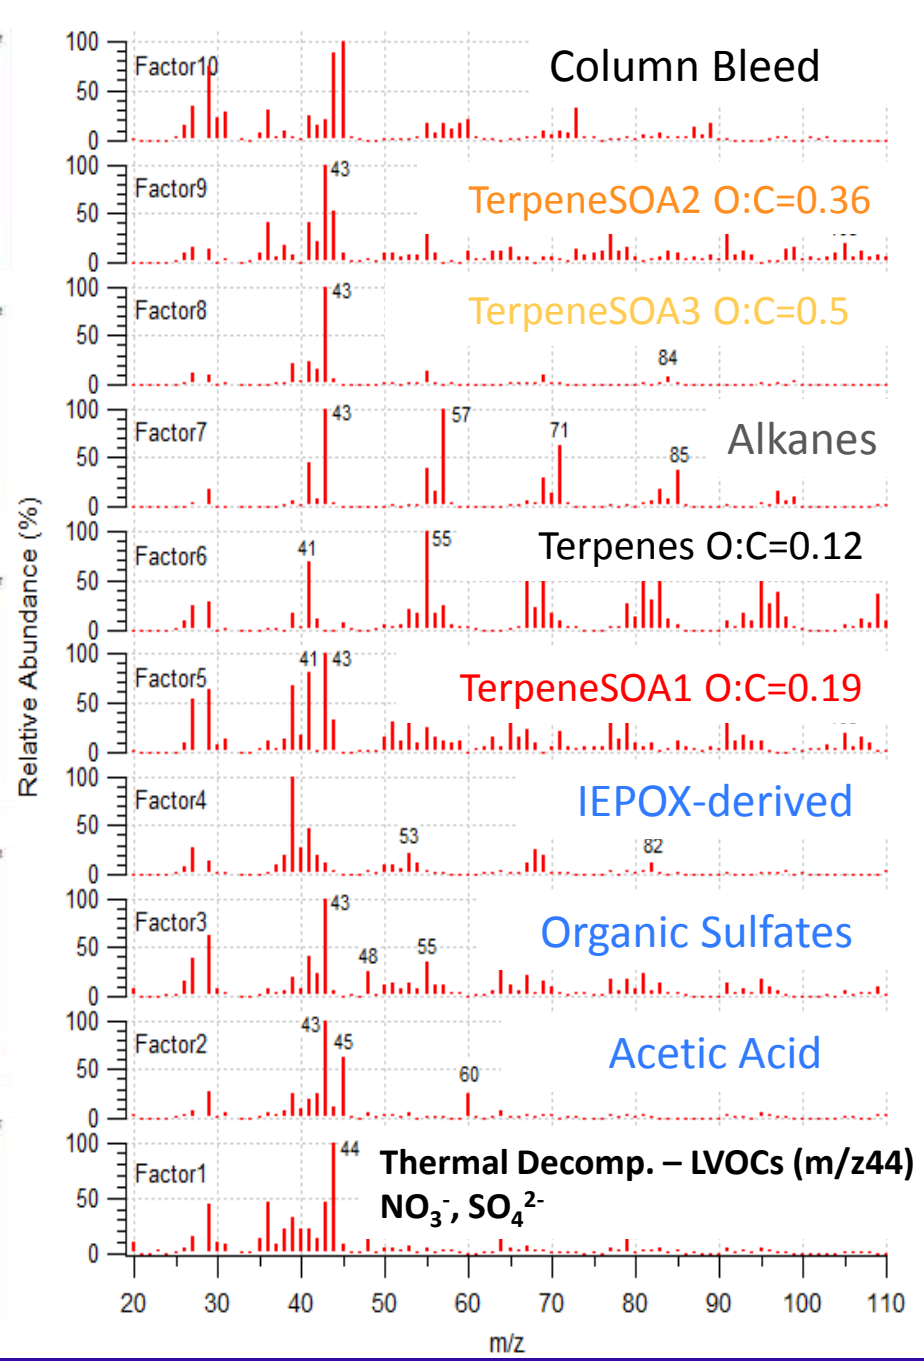 Relative Abundance (%)
100
50
0
Factor10
Column Bleed
100
50
0
Factor9
43
TerpeneSOA2 O:C=0.36
100
50
0
Factor8
43
TerpeneSOA3 O:C=0.5
84
100
50
0
Factor7
43
57
71
85
Alkanes
100
50
0
Factor6
41
55
Terpenes O:C=0.12
100
50
0
Factor5
41
43
TerpeneSOA1 O:C=0.19
100
50
0
Factor4
53
82
IEPOX-derived
100
50
0
Factor3
43
48
55
Organic Sulfates
100
50
0
Factor2
43
45
60
Acetic Acid
100
50
0
Factor1
44
Thermal Decomp. – LVOCs (m/z44)
NO₃⁻, SO₄²⁻
20 30 40 50 60 70 80 90 100 110
m/z